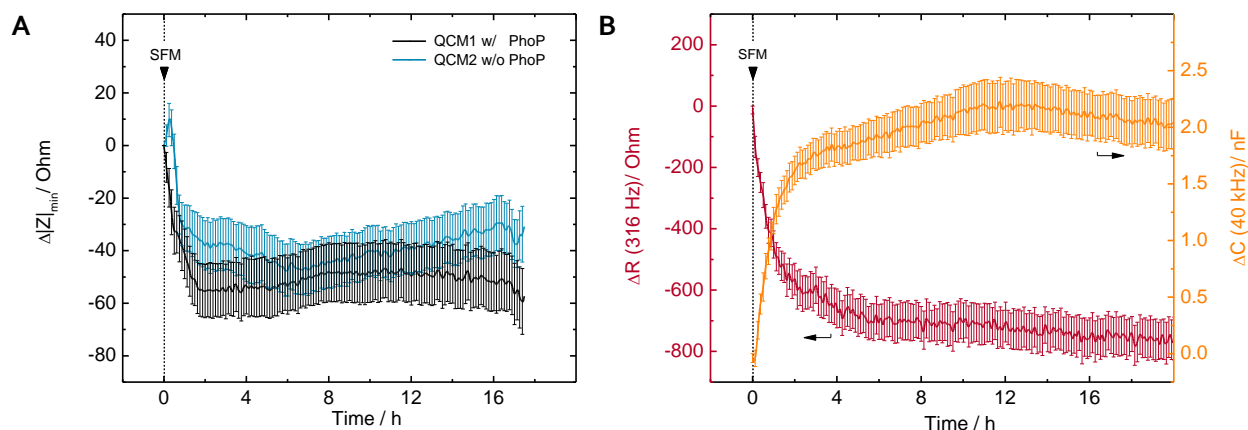 A
SFM
QCM1 w/ PhoP
QCM2 w/o PhoP
40
20
0
-20
-40
-60
-80
Δ|Z|min/ Ohm
0
4
8
12
16
Time / h
B
SFM
200
0
-200
-400
-600
-800
ΔR (316 Hz)/ Ohm
2.5
2.0
1.5
1.0
0.5
0.0
ΔC (40 kHz)/ nF
0
4
8
12
16
Time / h